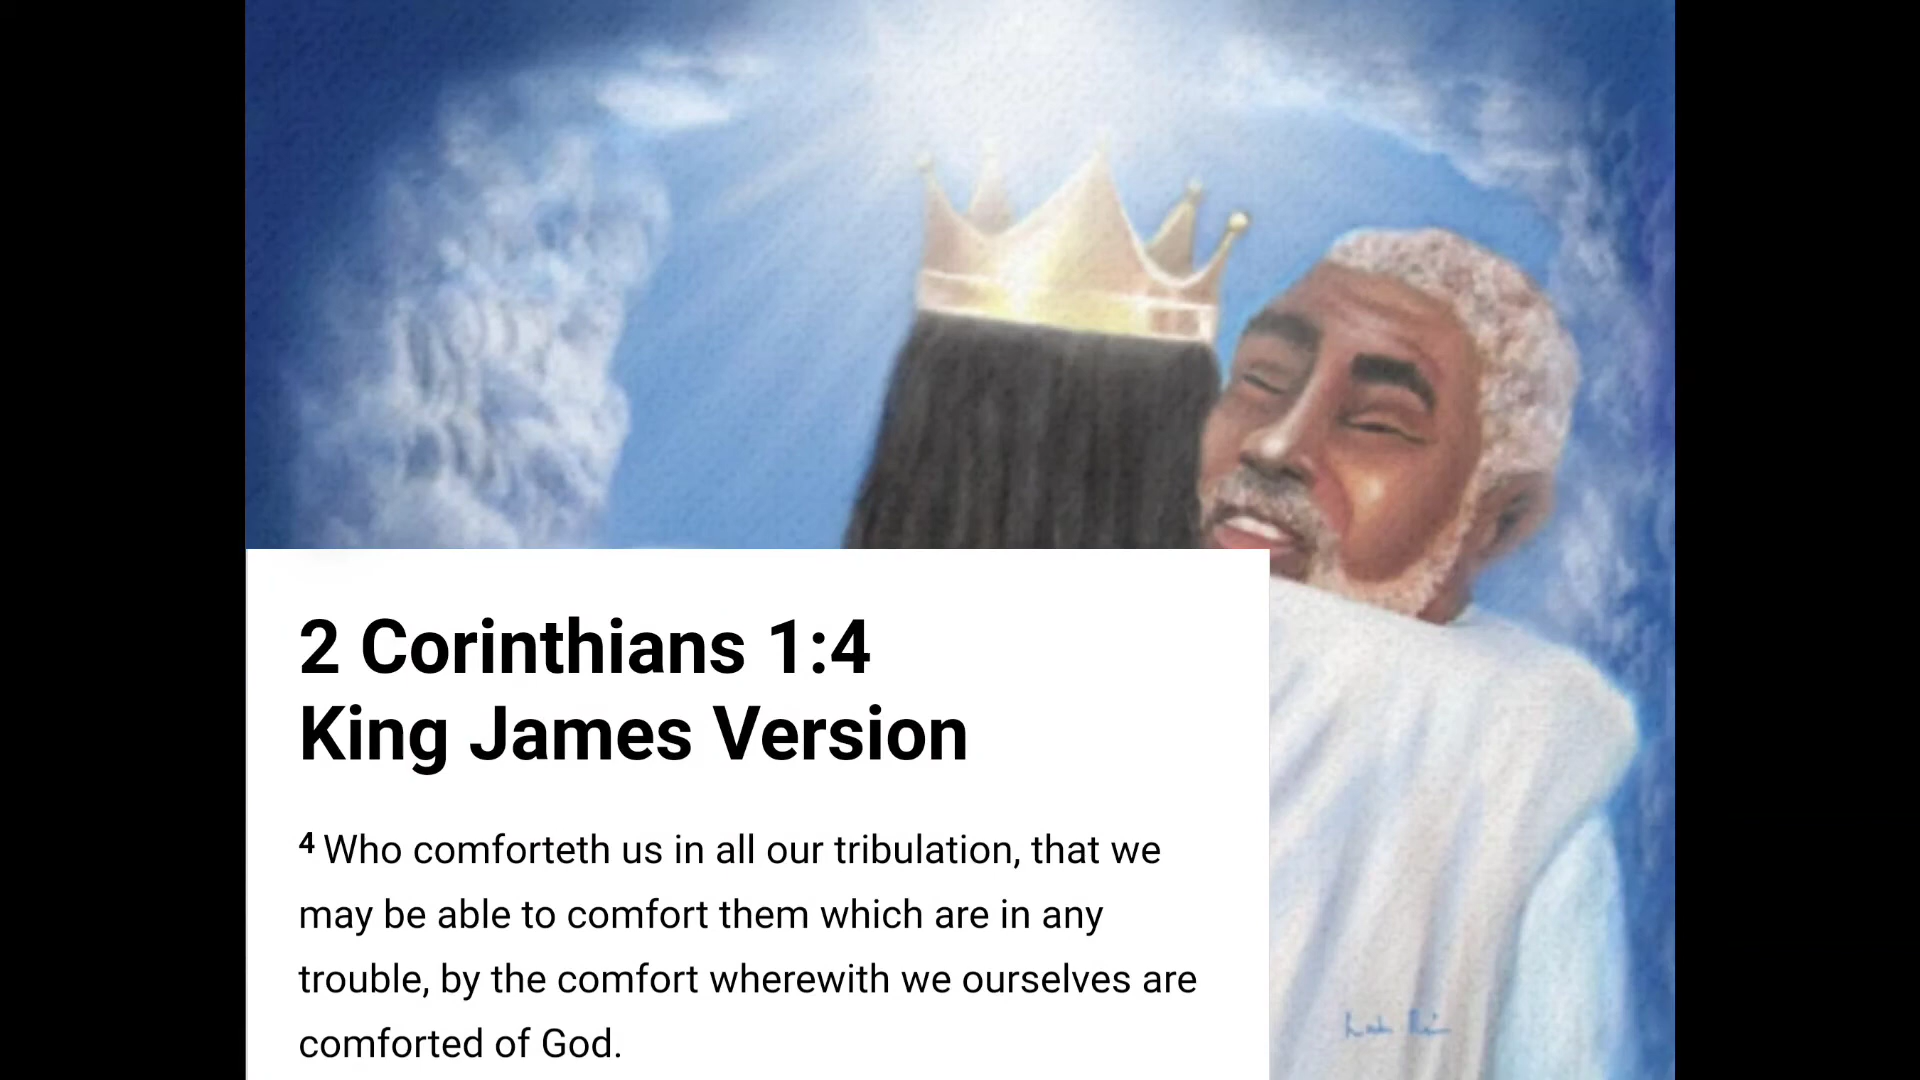 2 Corinthians 1:4
King James Version
4 Who comforteth us in all our tribulation, that we
may be able to comfort them which are in any
trouble, by the comfort wherewith we ourselves are
comforted of God.